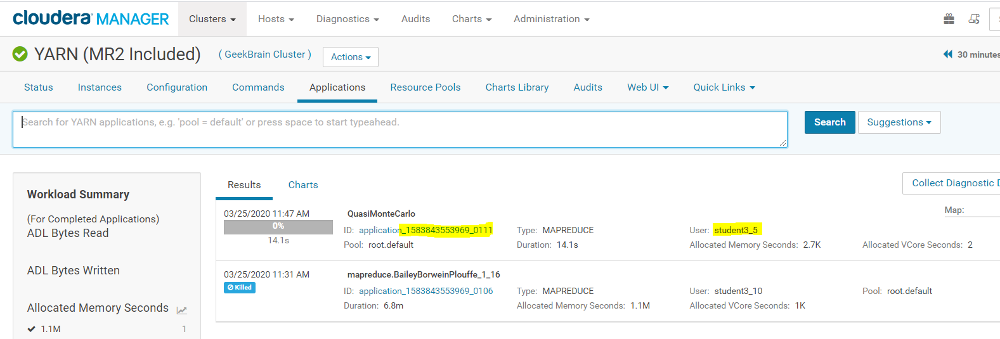 cloudera MANAGER Clusters Hosts Diagnostics Audits Charts Administration
YARN (MR2 Included) ( GeekBrain Cluster ) Actions 30 minutes
Status Instances Configuration Commands Applications Resource Pools Charts Library Audits Web UI Quick Links
Search for YARN applications, e.g. 'pool = default' or press space to start typeahead. Search Suggestions
Workload Summary
(For Completed Applications)
ADL Bytes Read
ADL Bytes Written
Allocated Memory Seconds
1.1M 1
Results Charts Collect Diagnostic D
03/25/2020 11:47 AM QuasiMonteCarlo Map:
0% ID: application_1583843553969_0111 Type: MAPREDUCE User: student3_5
14.1s Pool: root.default Duration: 14.1s Allocated Memory Seconds: 2.7K Allocated VCore Seconds: 2
03/25/2020 11:31 AM mapreduce.BaileyBorweinPlouffe_1_16
Killed ID: application_1583843553969_0106 Type: MAPREDUCE User: student3_10 Pool: root.default
Duration: 6.8m Allocated Memory Seconds: 1.1M Allocated VCore Seconds: 1K